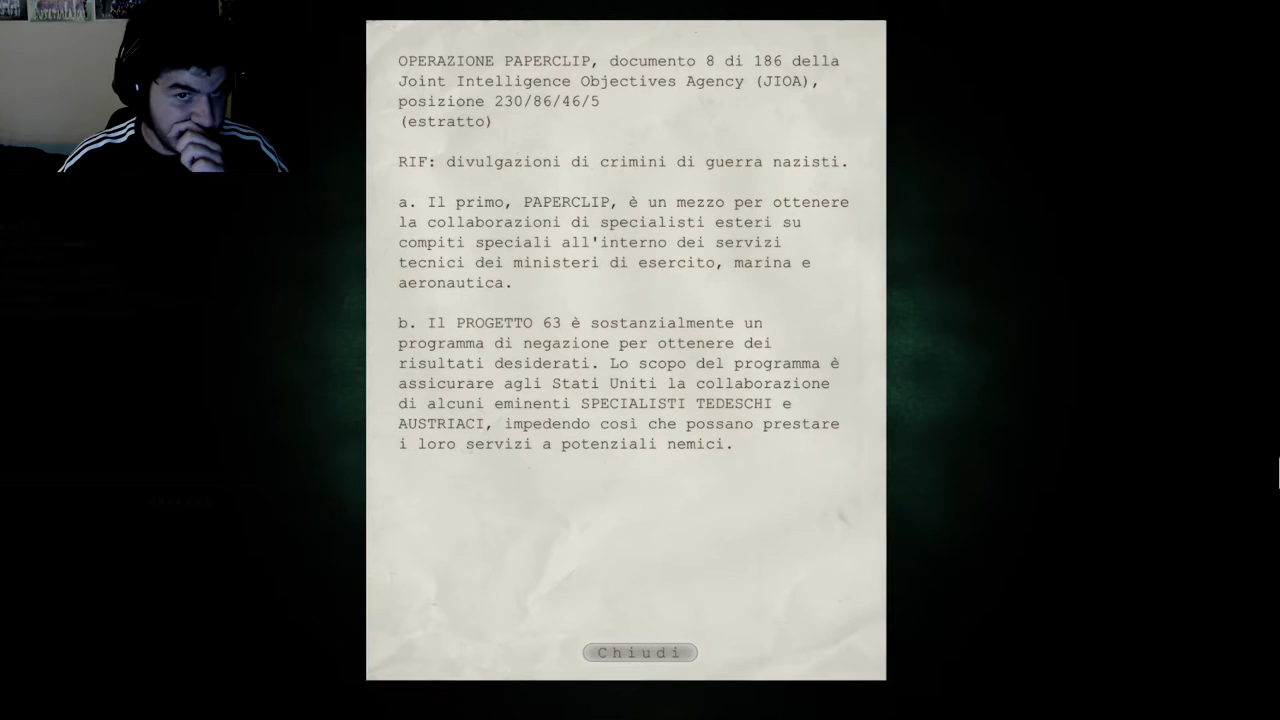 OPERAZIONE PAPERCLIP, documento 8 di 186 della
Joint Intelligence Objectives Agency (JIOA),
posizione 230/86/46/5
(estratto)
RIF: divulgazioni di crimini di guerra nazisti.
a. Il primo, PAPERCLIP, è un mezzo per ottenere
la collaborazioni di specialisti esteri su
compiti speciali all'interno dei servizi
tecnici dei ministeri di esercito, marina e
aeronautica.
b. Il PROGETTO 63 è sostanzialmente un
programma di negazione per ottenere dei
risultati desiderati. Lo scopo del programma è
assicurare agli Stati Uniti la collaborazione
di alcuni eminenti SPECIALISTI TEDESCHI e
AUSTRIACI, impedendo così che possano prestare
i loro servizi a potenziali nemici.
Chiudi